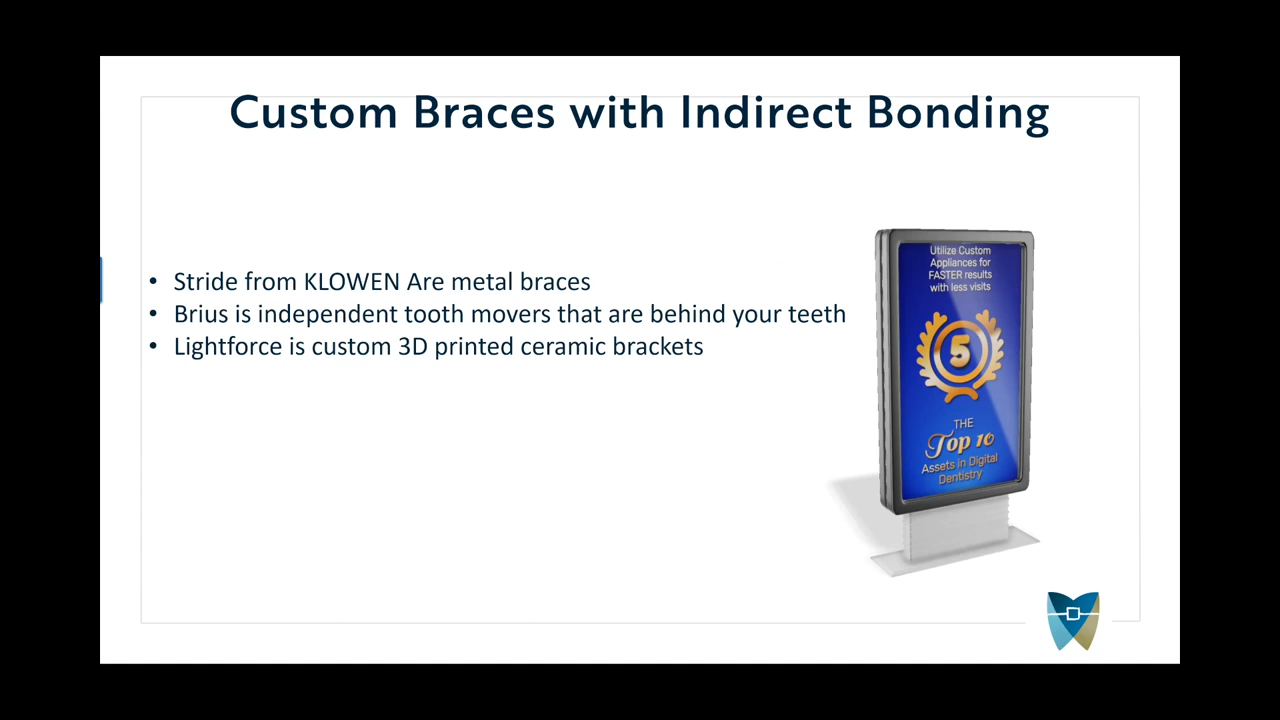 Custom Braces with Indirect Bonding
• Stride from KLOWEN Are metal braces
• Brius is independent tooth movers that are behind your teeth
• Lightforce is custom 3D printed ceramic brackets
Utilize Custom
Appliances for
FASTER results
with less visits
5
THE
Top 10
Assets in Digital
Dentistry